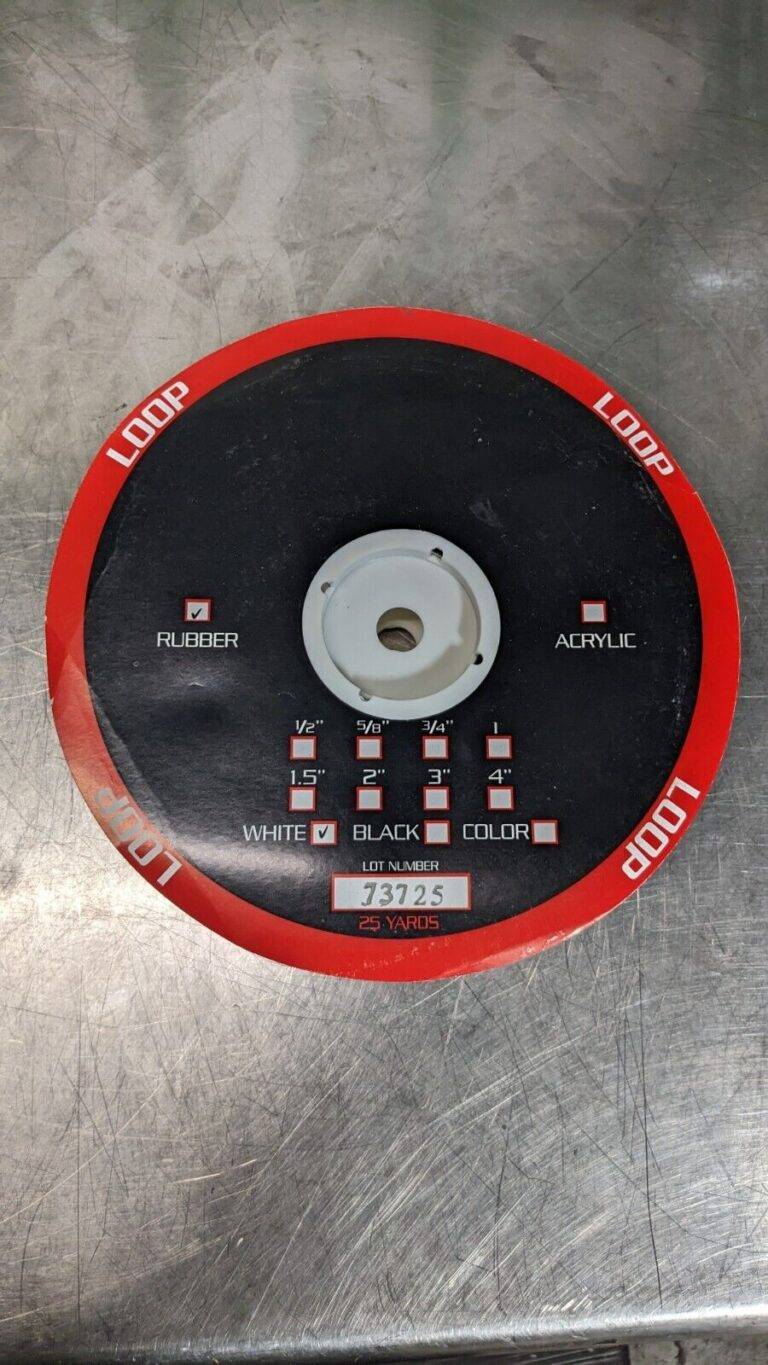 LOOP
LOOP
☑ ☐
RUBBER ACRYLIC
1/2" 5/8" 3/4" 1
☐ ☐ ☐ ☐
1.5" 2" 3" 4"
☐ ☐ ☐ ☐
WHITE ☑ BLACK ☐ COLOR ☐
LOOP
LOOP
LOT NUMBER
73725
25 YARDS